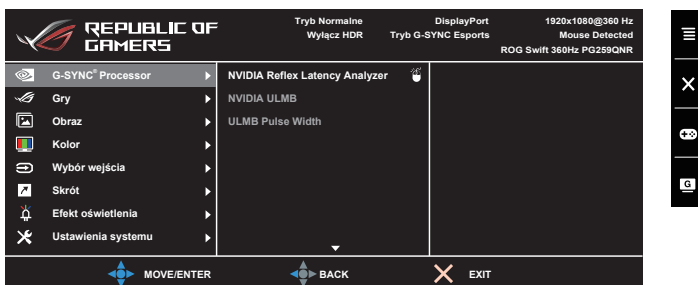 REPUBLIC OF
GAMERS
Tryb Normalne
Wyłącz HDR
DisplayPort
Tryb G-SYNC Esports
1920x1080@360 Hz
Mouse Detected
ROG Swift 360Hz PG259QNR
G-SYNC® Processor
Gry
Obraz
Kolor
Wybór wejścia
Skrót
Efekt oświetlenia
Ustawienia systemu
NVIDIA Reflex Latency Analyzer
NVIDIA ULMB
ULMB Pulse Width
MOVE/ENTER
BACK
EXIT
G